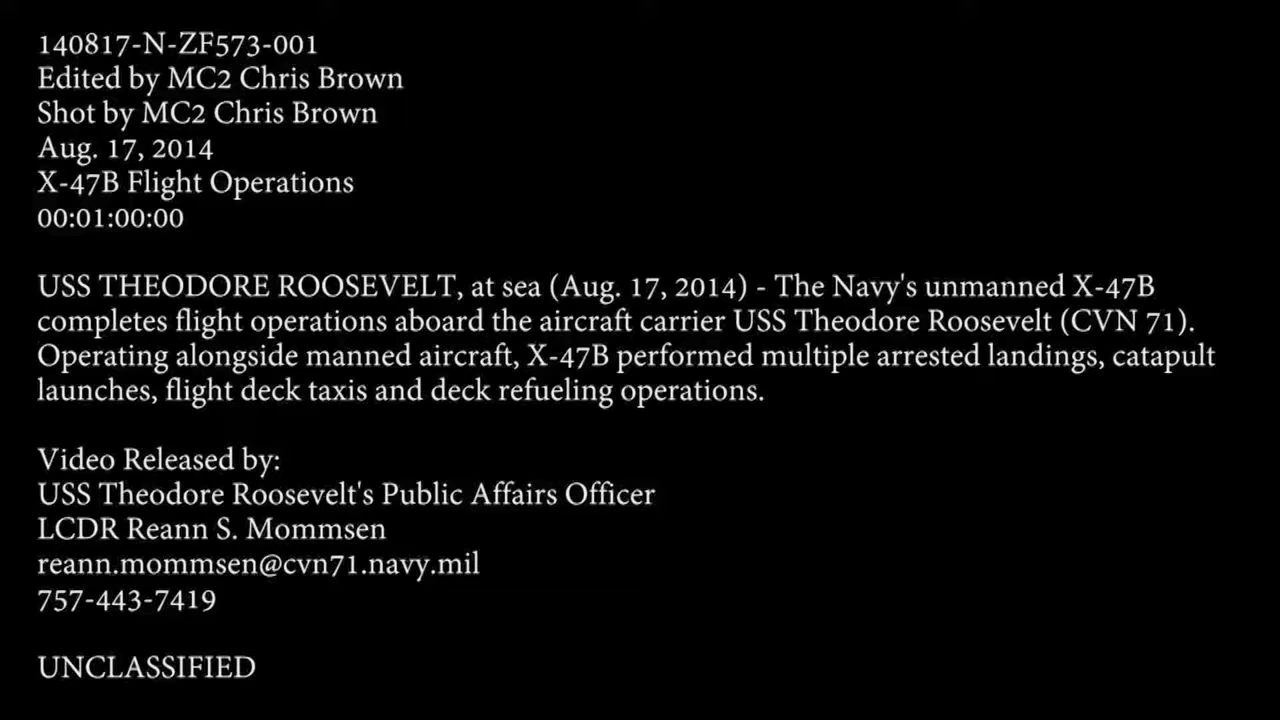 140817-N-ZF573-001
Edited by MC2 Chris Brown
Shot by MC2 Chris Brown
Aug. 17, 2014
X-47B Flight Operations
00:01:00:00
USS THEODORE ROOSEVELT, at sea (Aug. 17, 2014) - The Navy's unmanned X-47B
completes flight operations aboard the aircraft carrier USS Theodore Roosevelt (CVN 71).
Operating alongside manned aircraft, X-47B performed multiple arrested landings, catapult
launches, flight deck taxis and deck refueling operations.
Video Released by:
USS Theodore Roosevelt's Public Affairs Officer
LCDR Reann S. Mommsen
reann.mommsen@cvn71.navy.mil
757-443-7419
UNCLASSIFIED